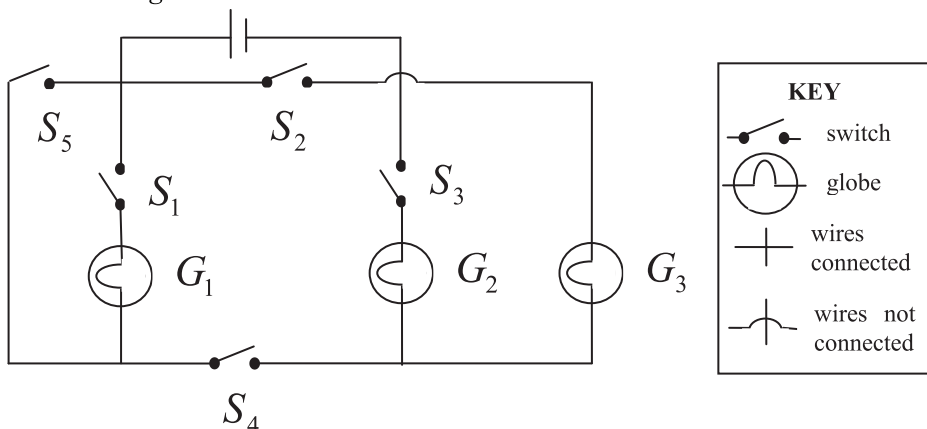 S5
S2
S1
S3
G1
G2
G3
S4
KEY
switch
globe
wires
connected
wires not
connected